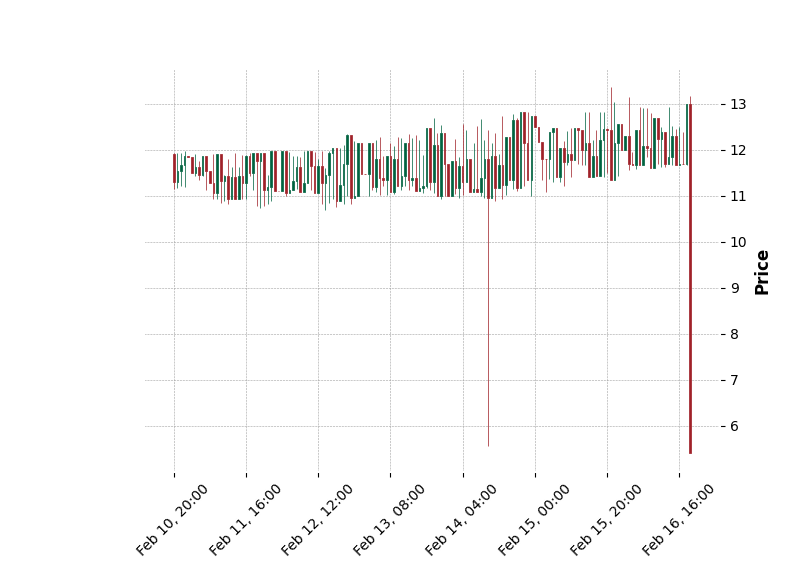 13
12
11
10
9
8
7
6
Price
Feb 10, 20:00
Feb 11, 16:00
Feb 12, 12:00
Feb 13, 08:00
Feb 14, 04:00
Feb 15, 00:00
Feb 15, 20:00
Feb 16, 16:00